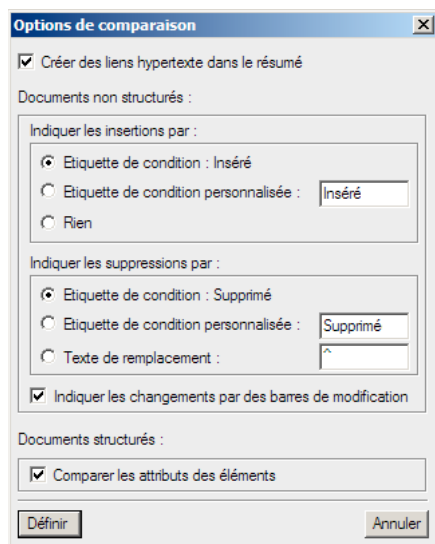 Options de comparaison
Créer des liens hypertexte dans le résumé
Documents non structurés :
Indiquer les insertions par :
Etiquette de condition : Inséré
Etiquette de condition personnalisée : Inséré
Rien
Indiquer les suppressions par :
Etiquette de condition : Supprimé
Etiquette de condition personnalisée : Supprimé
Texte de remplacement : ^
Indiquer les changements par des barres de modification
Documents structurés :
Comparer les attributs des éléments
Définir Annuler